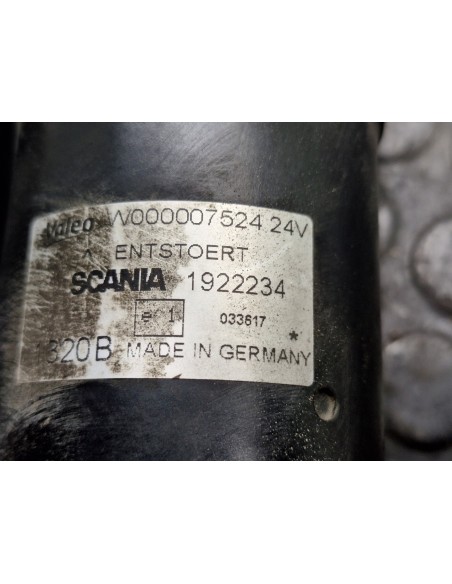 Valeo W000007524 24V
ENTSTOERT
SCANIA 1922234
e 1 033617
320B MADE IN GERMANY *